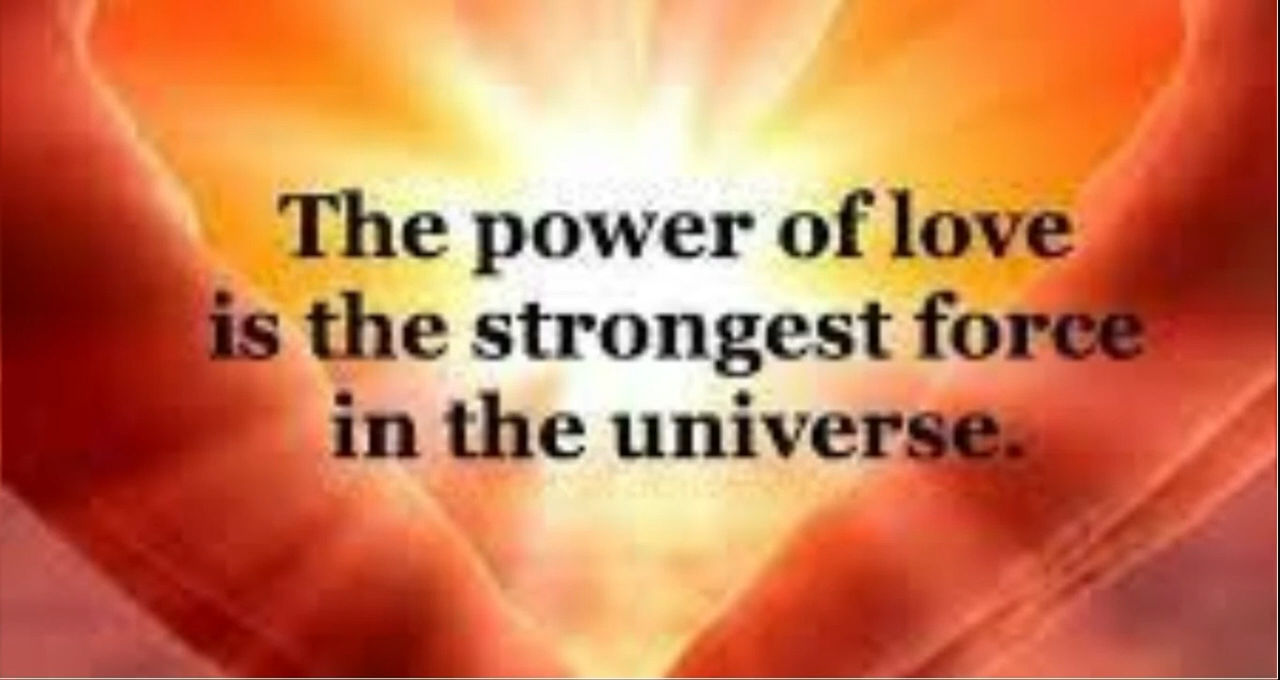 The power of love
is the strongest force
in the universe.